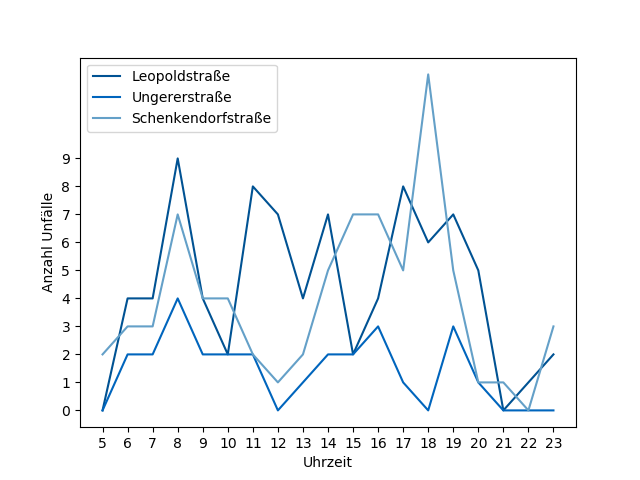 Leopoldstraße
Ungererstraße
Schenkendorfstraße
Anzahl Unfälle
9
8
7
6
5
4
3
2
1
0
5 6 7 8 9 10 11 12 13 14 15 16 17 18 19 20 21 22 23
Uhrzeit